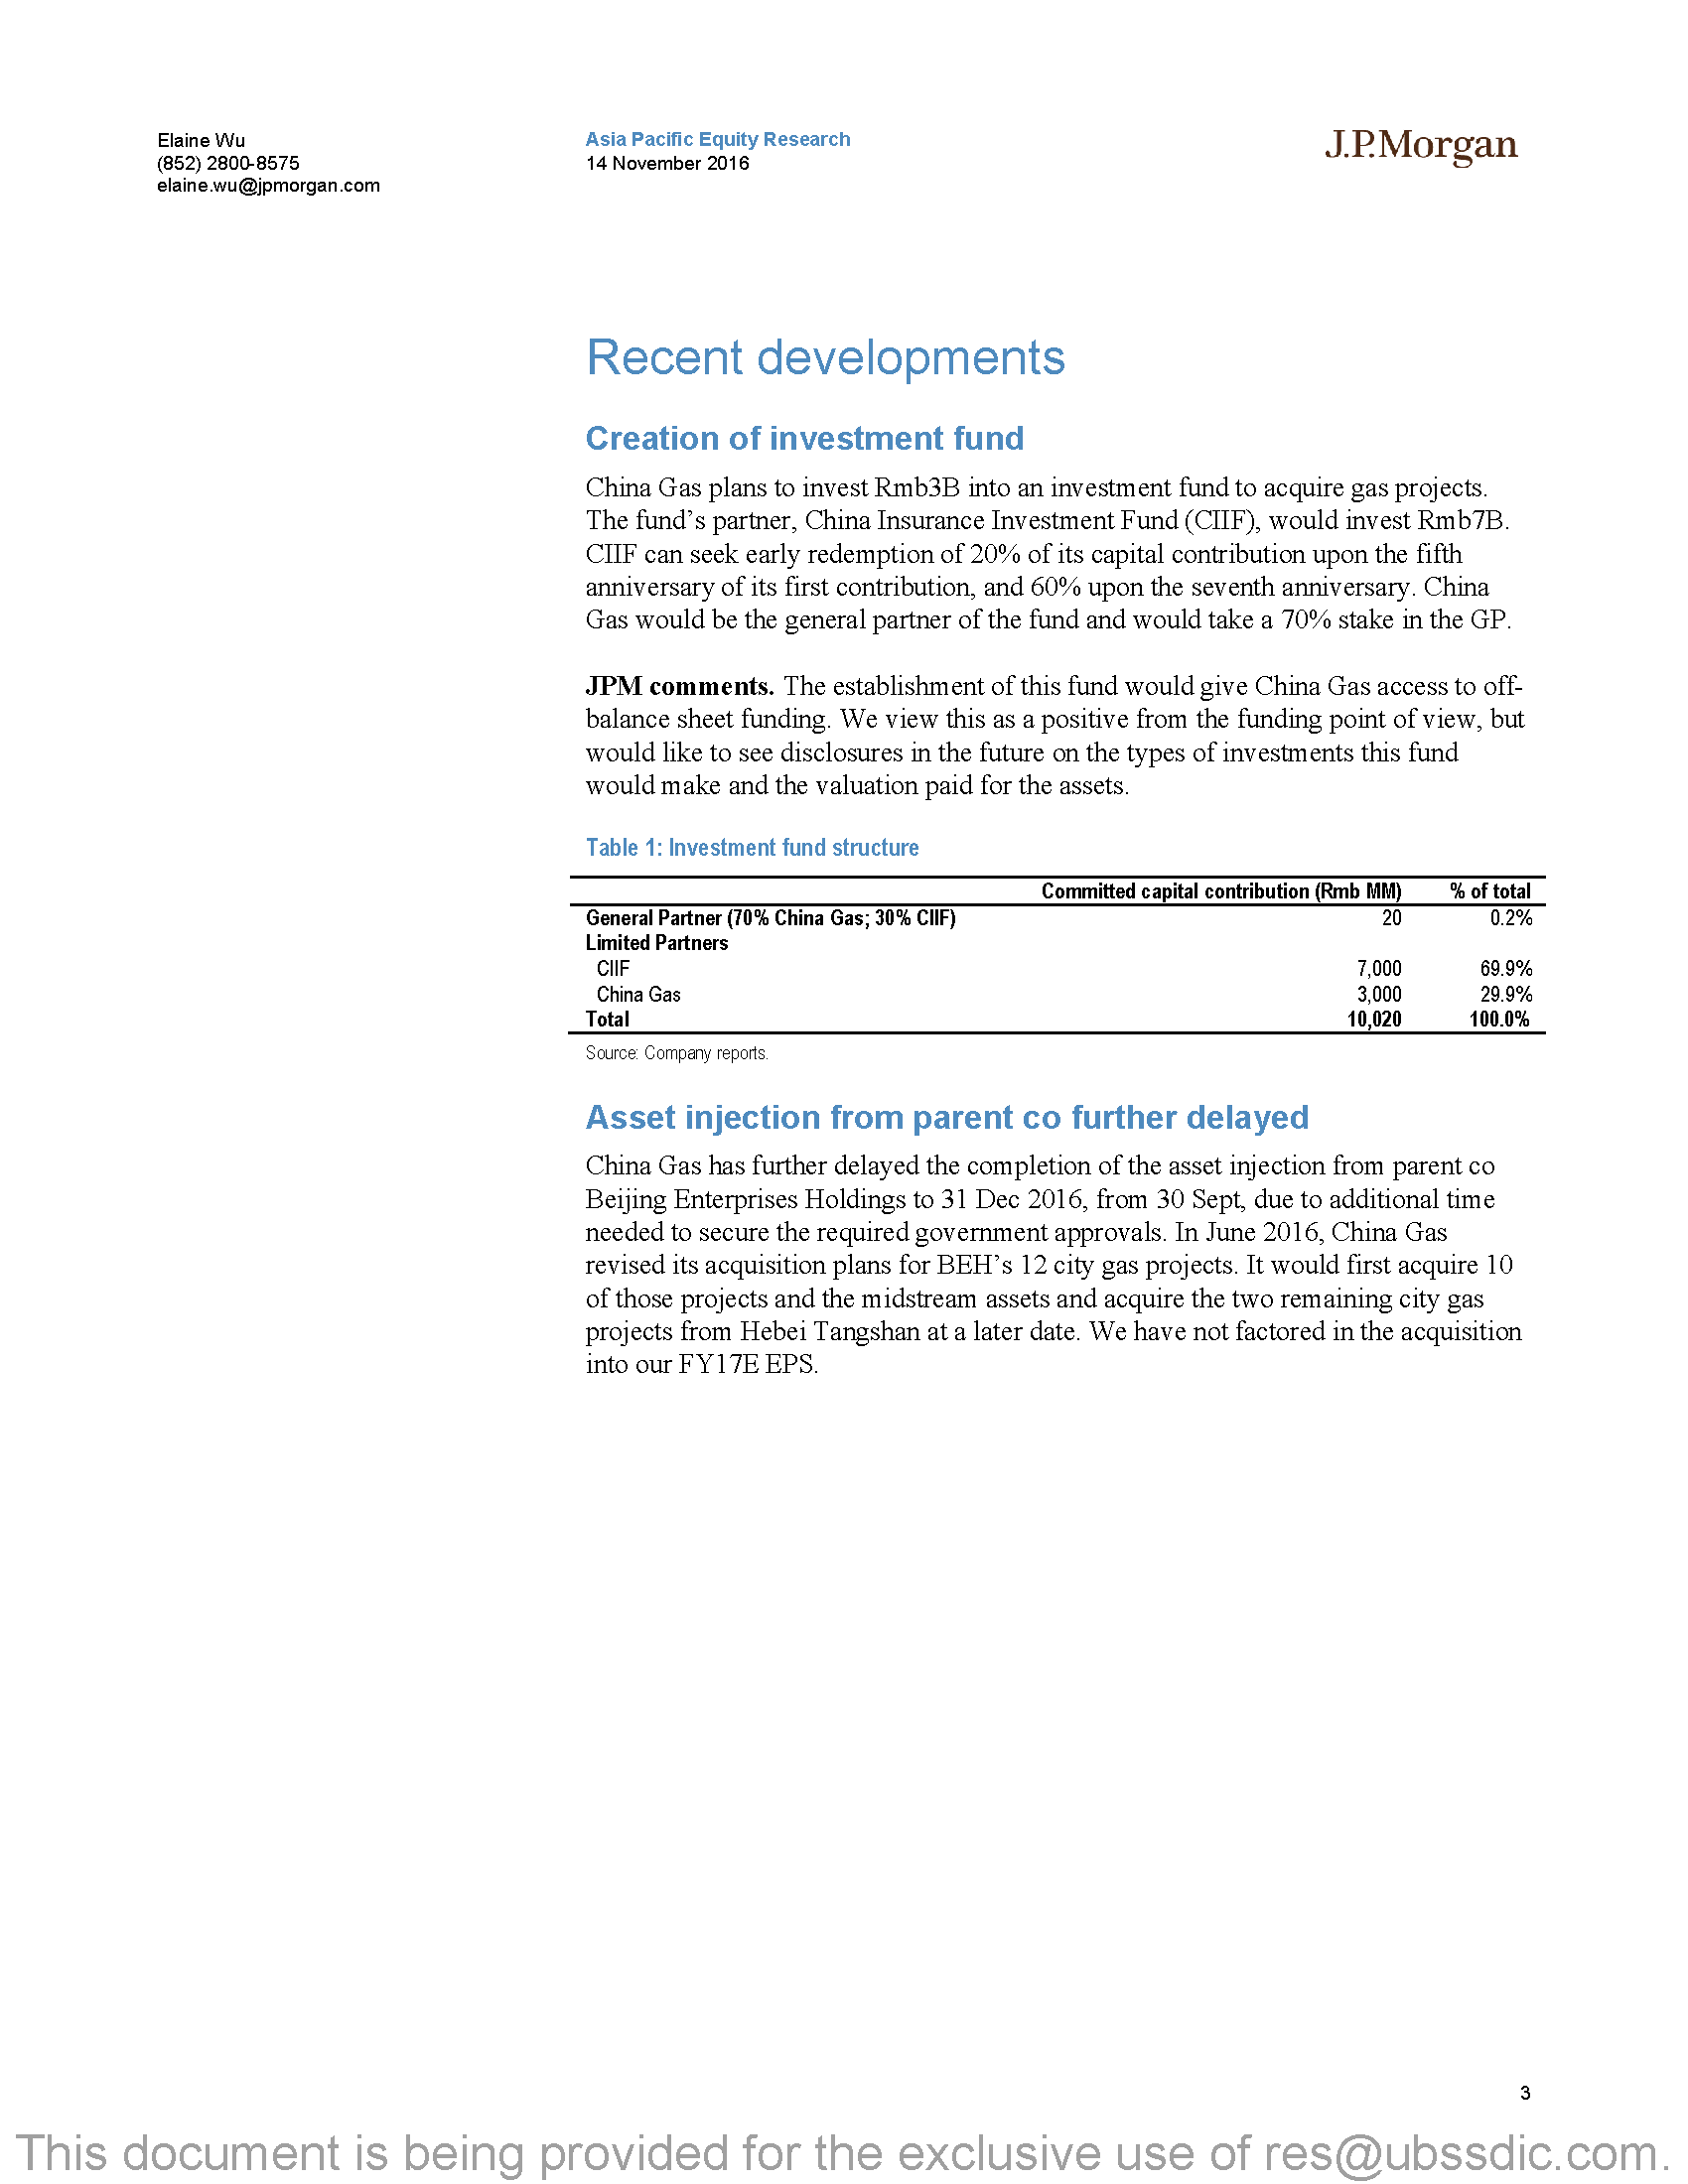 Elaine Wu
(852) 2800-8575
elaine.wu@jpmorgan.com
Asia Pacific Equity Research
14 November 2016
J.P.Morgan
Recent developments
Creation of investment fund
China Gas plans to invest Rmb3B into an investment fund to acquire gas projects.
The fund’s partner, China Insurance Investment Fund (CIIF), would invest Rmb7B.
CIIF can seek early redemption of 20% of its capital contribution upon the fifth
anniversary of its first contribution, and 60% upon the seventh anniversary. China
Gas would be the general partner of the fund and would take a 70% stake in the GP.
JPM comments. The establishment of this fund would give China Gas access to off-
balance sheet funding. We view this as a positive from the funding point of view, but
would like to see disclosures in the future on the types of investments this fund
would make and the valuation paid for the assets.
Table 1: Investment fund structure
Committed capital contribution (Rmb MM) % of total
General Partner (70% China Gas; 30% CIIF) 20 0.2%
Limited Partners
CIIF 7,000 69.9%
China Gas 3,000 29.9%
Total 10,020 100.0%
Source: Company reports.
Asset injection from parent co further delayed
China Gas has further delayed the completion of the asset injection from parent co
Beijing Enterprises Holdings to 31 Dec 2016, from 30 Sept, due to additional time
needed to secure the required government approvals. In June 2016, China Gas
revised its acquisition plans for BEH’s 12 city gas projects. It would first acquire 10
of those projects and the midstream assets and acquire the two remaining city gas
projects from Hebei Tangshan at a later date. We have not factored in the acquisition
into our FY17E EPS.
3
This document is being provided for the exclusive use of res@ubssdic.com.